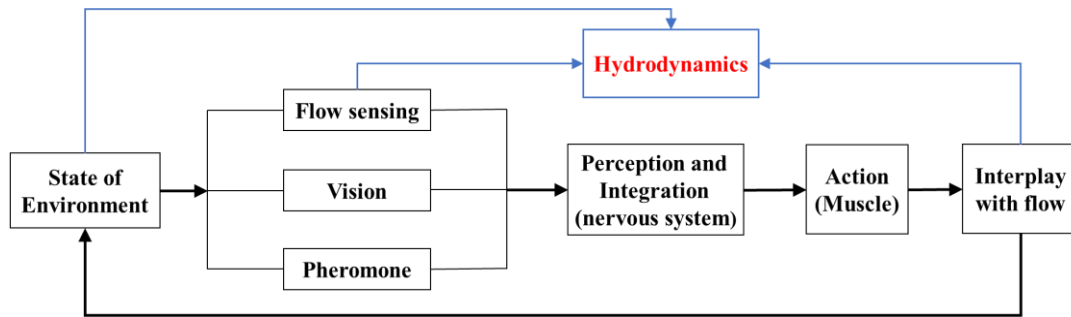 Hydrodynamics
Flow sensing
State of
Environment
Vision
Pheromone
Perception and
Integration
(nervous system)
Action
(Muscle)
Interplay
with flow